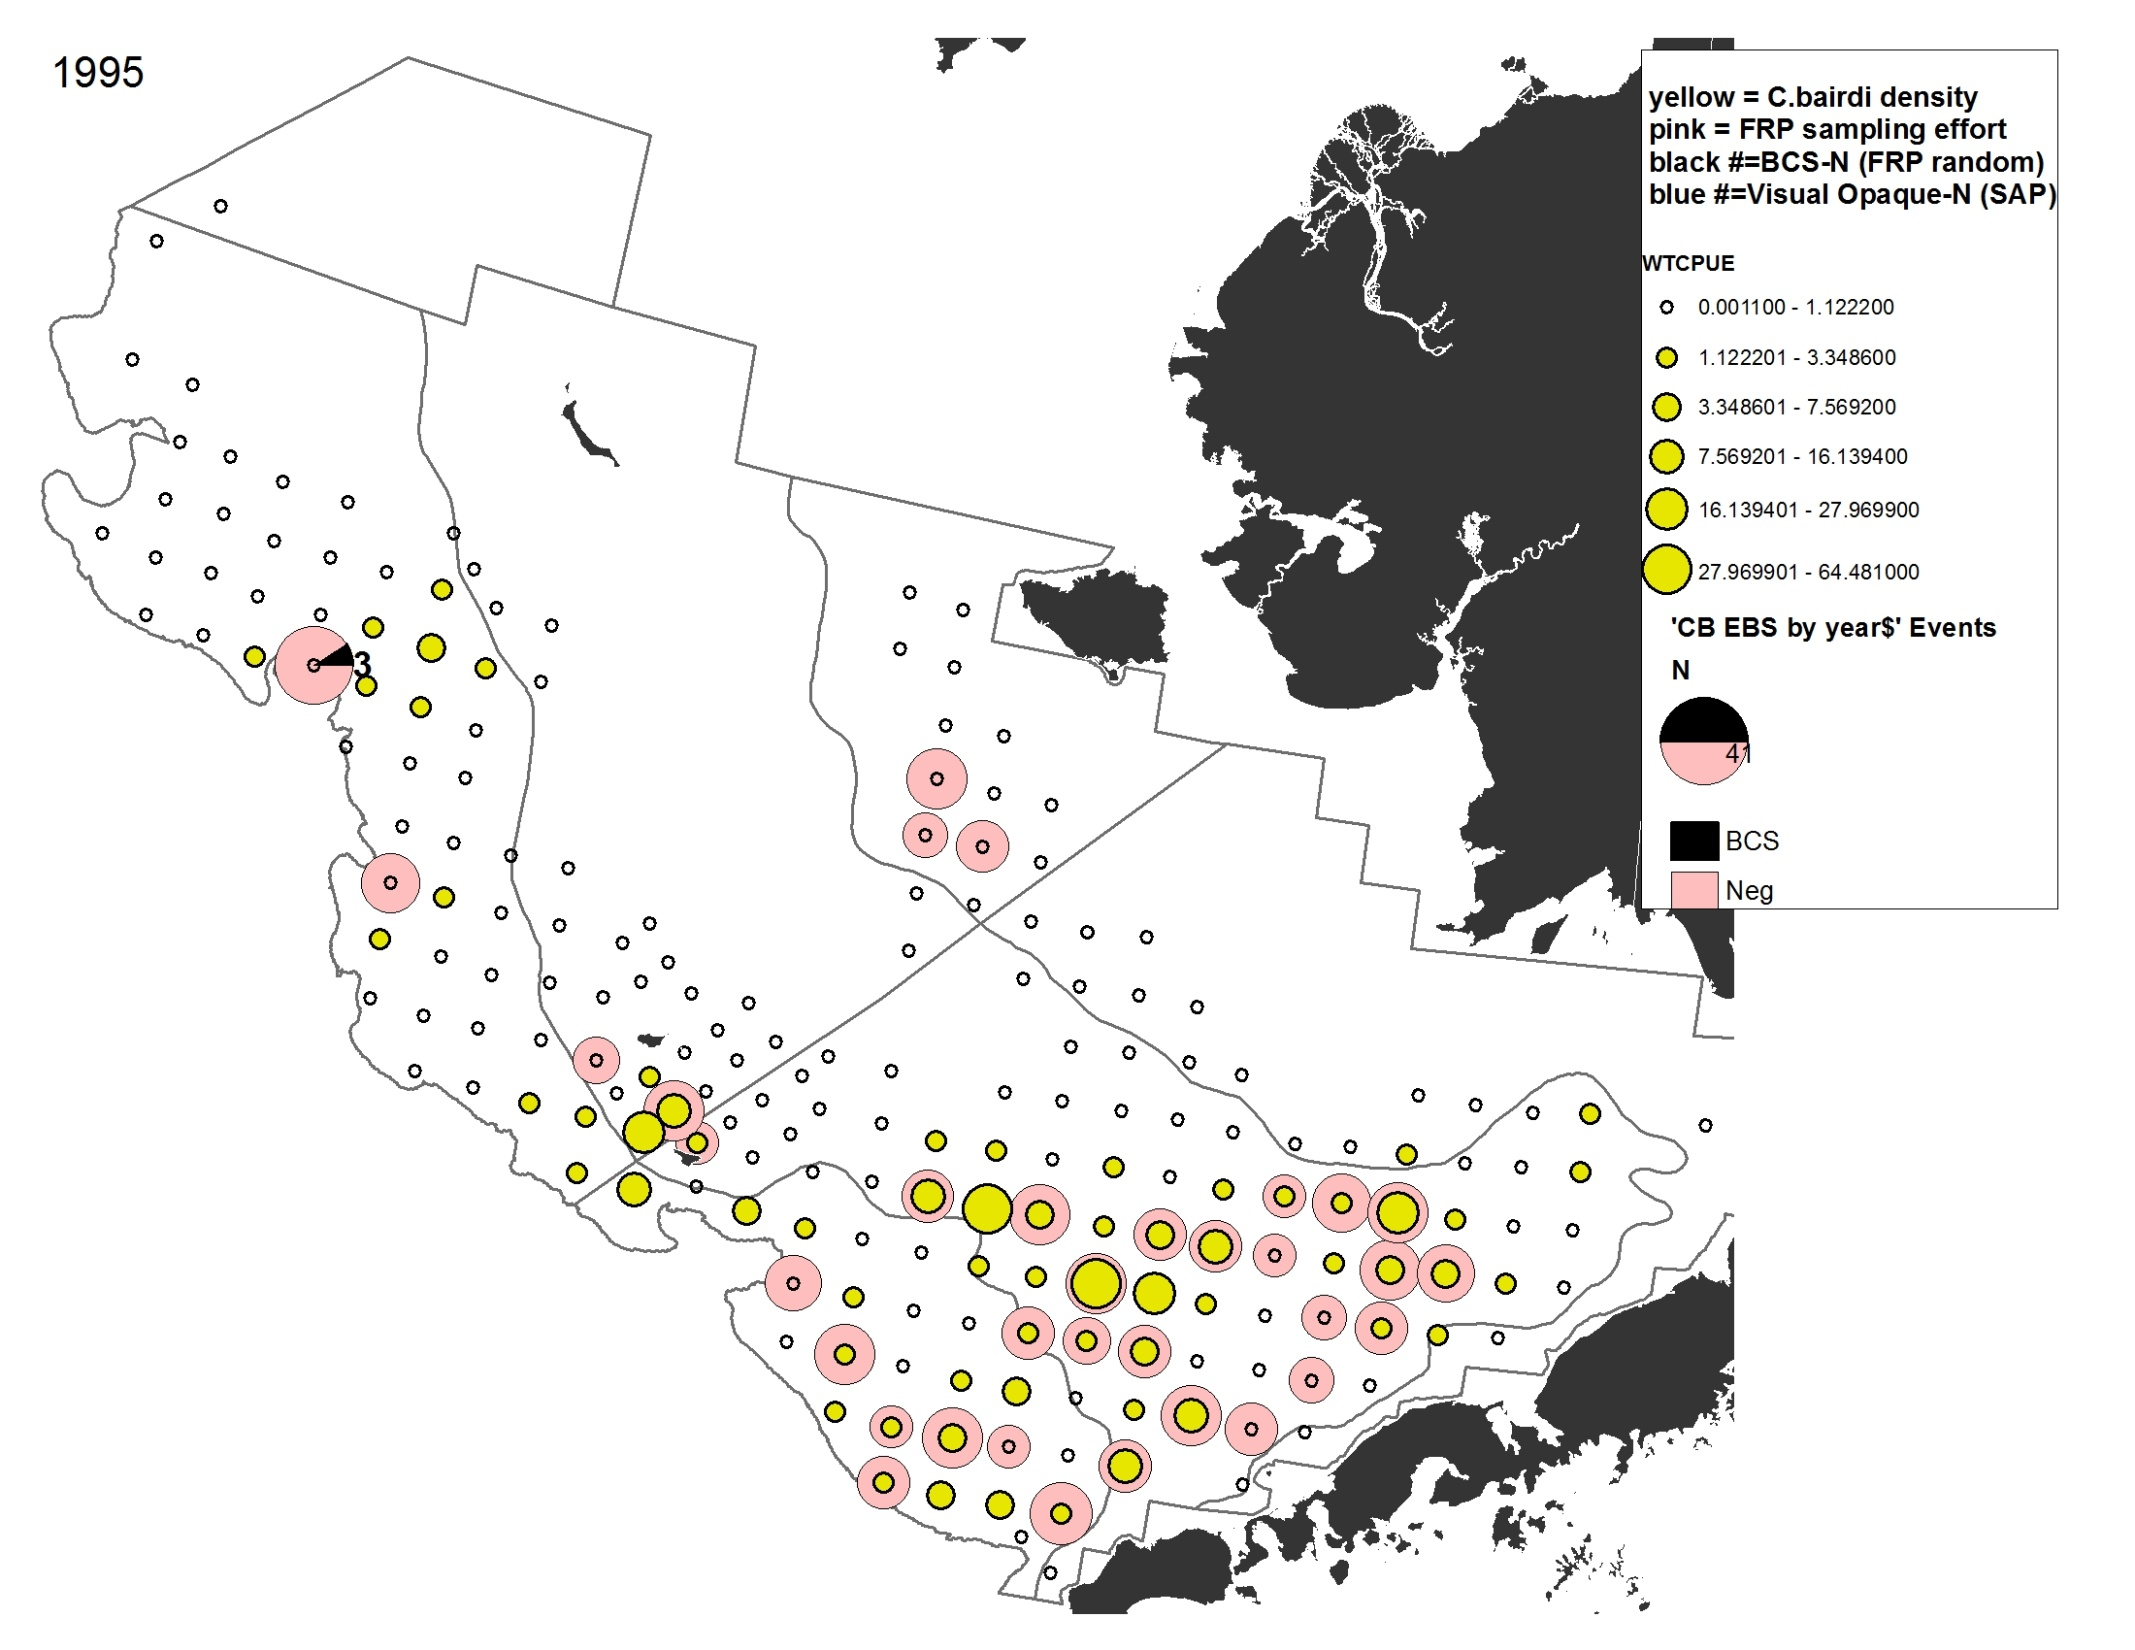 1995
yellow = C.bairdi density
pink = FRP sampling effort
black #=BCS-N (FRP random)
blue #=Visual Opaque-N (SAP)
WTCPUE
0.001100 - 1.122200
1.122201 - 3.348600
3.348601 - 7.569200
7.569201 - 16.139400
16.139401 - 27.969900
27.969901 - 64.481000
'CB EBS by year$' Events
N
41
BCS
Neg
3